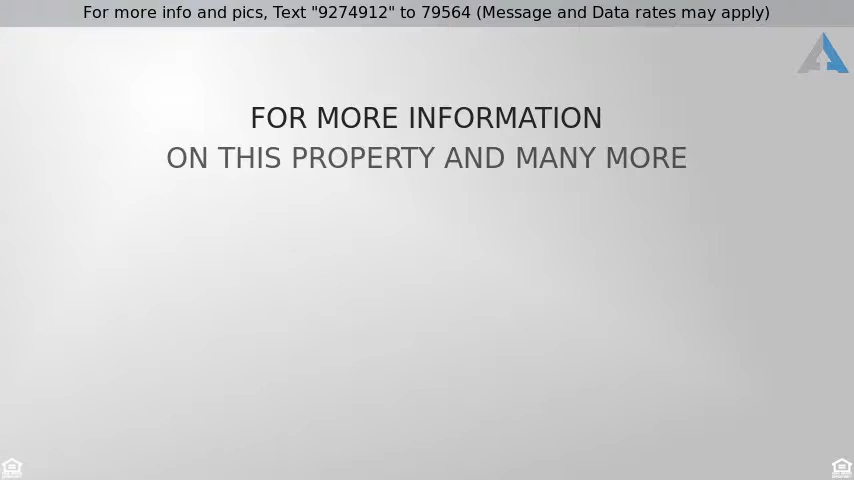 For more info and pics, Text "9274912" to 79564 (Message and Data rates may apply)
FOR MORE INFORMATION
ON THIS PROPERTY AND MANY MORE